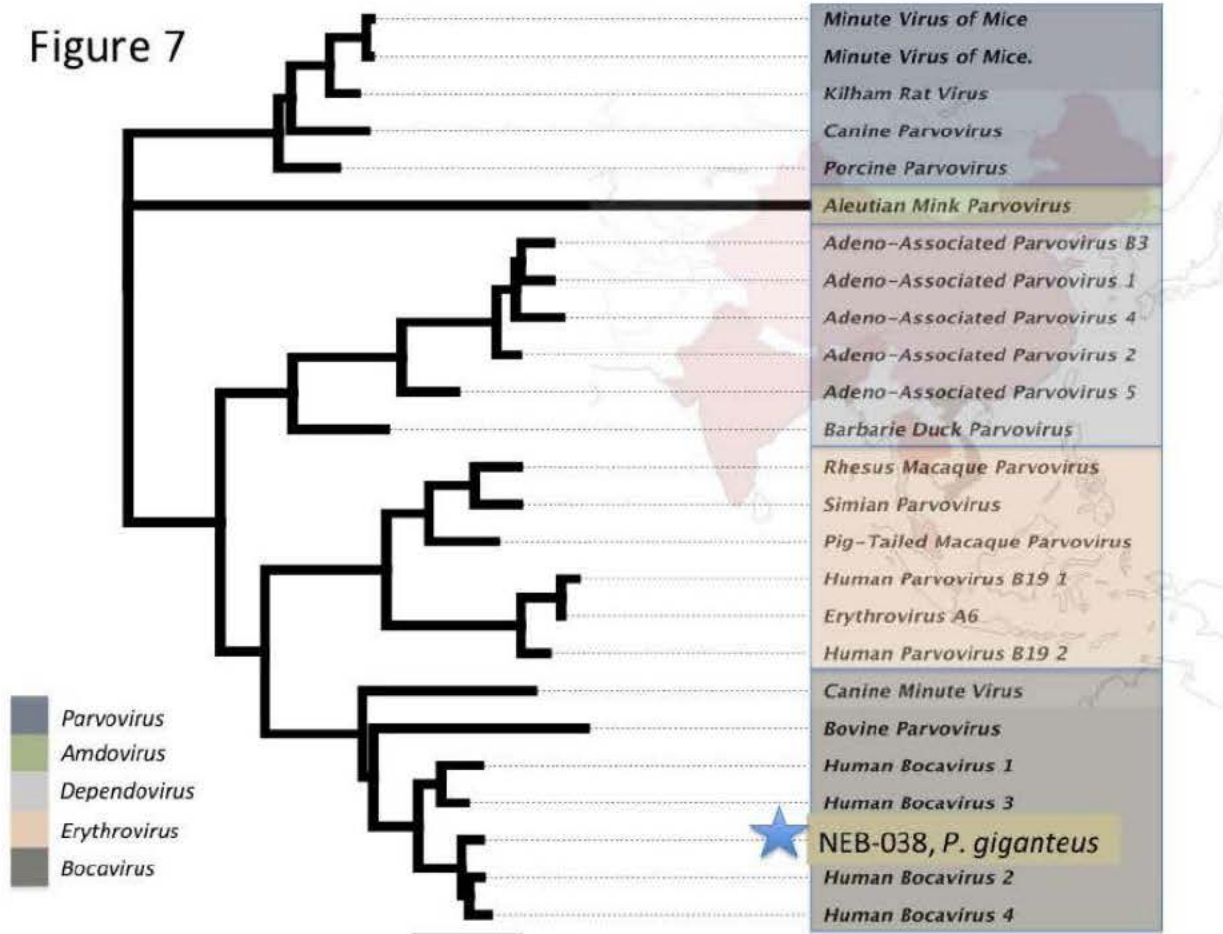 Figure 7
Minute Virus of Mice
Minute Virus of Mice.
Kilham Rat Virus
Canine Parvovirus
Porcine Parvovirus
Aleutian Mink Parvovirus
Adeno-Associated Parvovirus B3
Adeno-Associated Parvovirus 1
Adeno-Associated Parvovirus 4
Adeno-Associated Parvovirus 2
Adeno-Associated Parvovirus 5
Barbarie Duck Parvovirus
Rhesus Macaque Parvovirus
Simian Parvovirus
Pig-Tailed Macaque Parvovirus
Human Parvovirus B19 1
Erythrovirus A6
Human Parvovirus B19 2
Canine Minute Virus
Bovine Parvovirus
Human Bocavirus 1
Human Bocavirus 3
NEB-038, P. giganteus
Human Bocavirus 2
Human Bocavirus 4
Parvovirus
Amdovirus
Dependovirus
Erythrovirus
Bocavirus